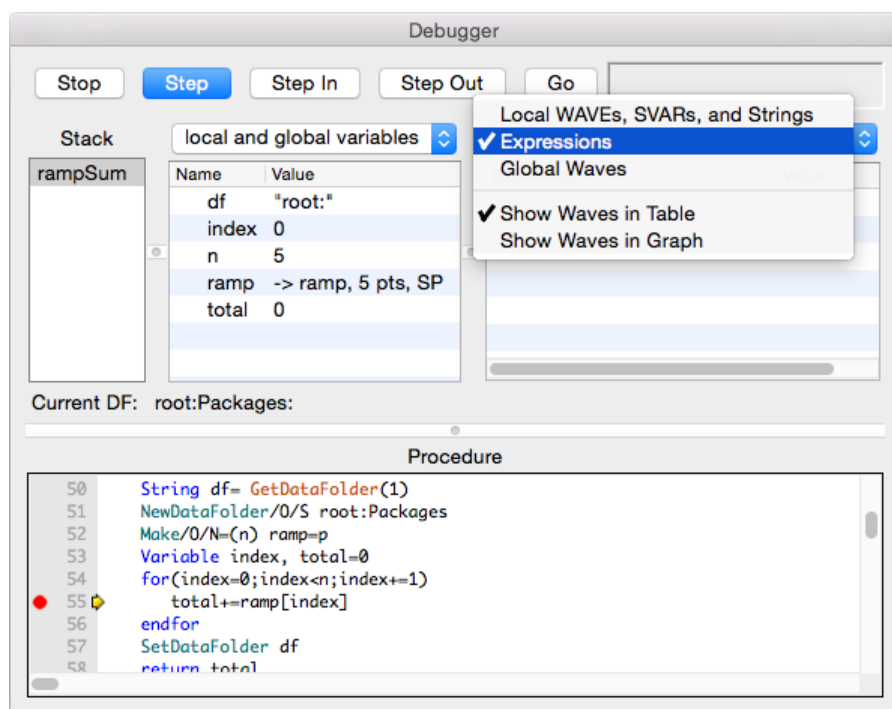 Debugger
Stop Step Step In Step Out Go
Local WAVEs, SVARs, and Strings
✓ Expressions
Global Waves
✓ Show Waves in Table
Show Waves in Graph
Stack local and global variables
rampSum
Name Value
df "root:"
index 0
n 5
ramp -> ramp, 5 pts, SP
total 0
Current DF: root:Packages:
Procedure
50 String df= GetDataFolder(1)
51 NewDataFolder/O/S root:Packages
52 Make/O/N=(n) ramp=p
53 Variable index, total=0
54 for(index=0;index<n;index+=1)
55 total+=ramp[index]
56 endfor
57 SetDataFolder df
58 return total